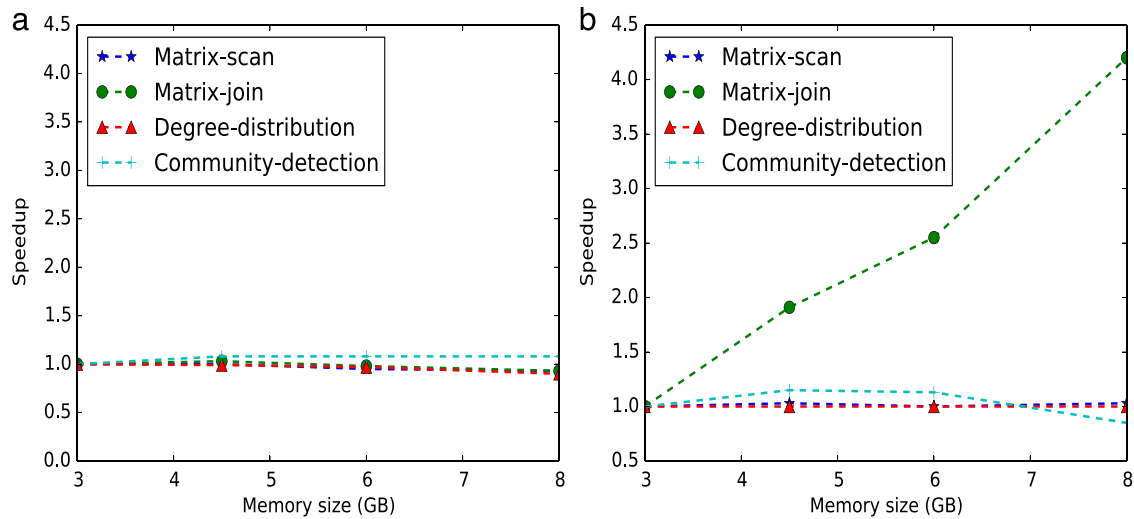 a
4.5
4.0
3.5
3.0
2.5
2.0
1.5
1.0
0.5
0.0
Speedup
Matrix-scan
Matrix-join
Degree-distribution
Community-detection
3 4 5 6 7 8
Memory size (GB)
b
4.5
4.0
3.5
3.0
2.5
2.0
1.5
1.0
0.5
Speedup
Matrix-scan
Matrix-join
Degree-distribution
Community-detection
3 4 5 6 7 8
Memory size (GB)